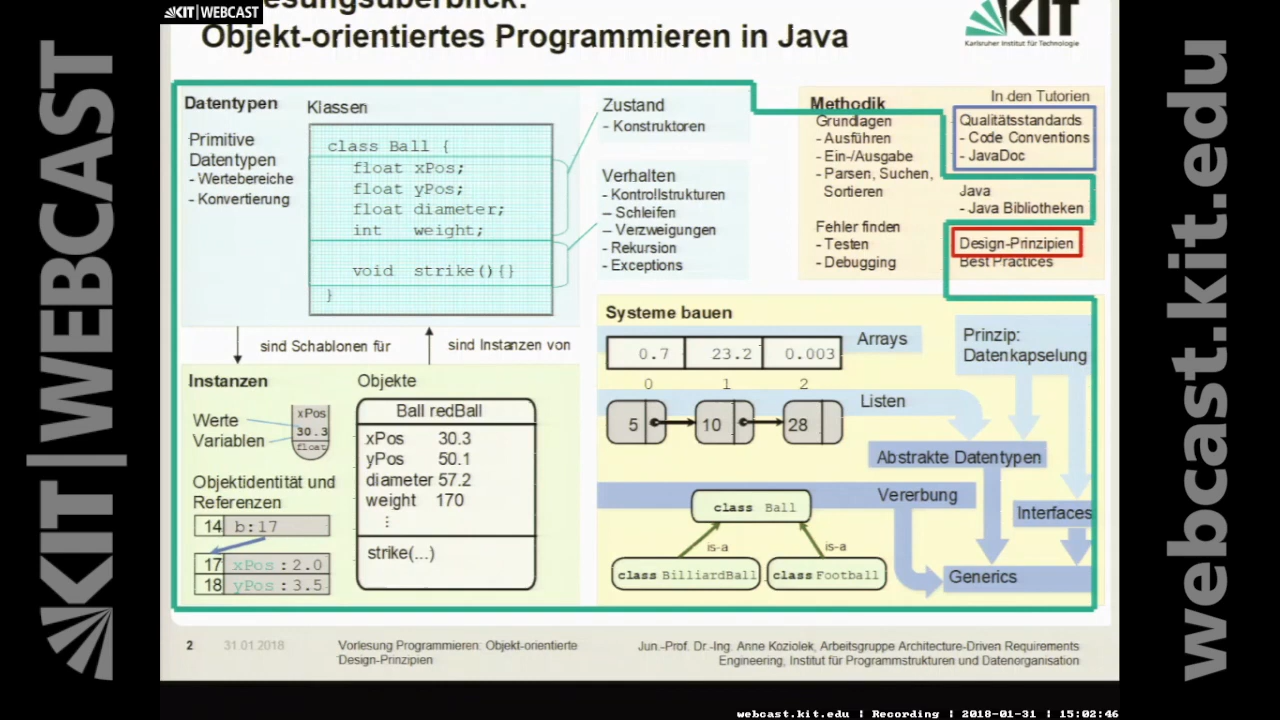 KIT|WEBCAST
KIT|WEBCAST
webcast.kit.edu
Objekt-orientiertes Programmieren in Java
KIT
Karlsruher Institut für Technologie
Datentypen
Primitive
Datentypen
- Wertebereiche
- Konvertierung
Klassen
class Ball {
float xPos;
float yPos;
float diameter;
int weight;
void strike(){}
}
Zustand
- Konstruktoren
Verhalten
- Kontrollstrukturen
– Schleifen
– Verzweigungen
- Rekursion
- Exceptions
Methodik
Grundlagen
- Ausführen
- Ein-/Ausgabe
- Parsen, Suchen,
Sortieren
Fehler finden
- Testen
- Debugging
In den Tutorien
Qualitätsstandards
- Code Conventions
- JavaDoc
Java
- Java Bibliotheken
Design-Prinzipien
Best Practices
sind Schablonen für
sind Instanzen von
Instanzen
Werte
Variablen
xPos
30.3
float
Objektidentität und
Referenzen
14 b:17
17 xPos:2.0
18 yPos:3.5
Objekte
Ball redBall
xPos 30.3
yPos 50.1
diameter 57.2
weight 170
⋮
strike(...)
Systeme bauen
0.7 23.2 0.003
0 1 2
Arrays
5 10 28
Listen
Prinzip:
Datenkapselung
Abstrakte Datentypen
Vererbung
Interfaces
Generics
class Ball
is-a is-a
class BilliardBall
class Football
2
31.01.2018
Vorlesung Programmieren: Objekt-orientierte
Design-Prinzipien
Jun.-Prof. Dr.-Ing. Anne Koziolek, Arbeitsgruppe Architecture-Driven Requirements
Engineering, Institut für Programmstrukturen und Datenorganisation
webcast.kit.edu | Recording | 2018-01-31 | 15:02:46